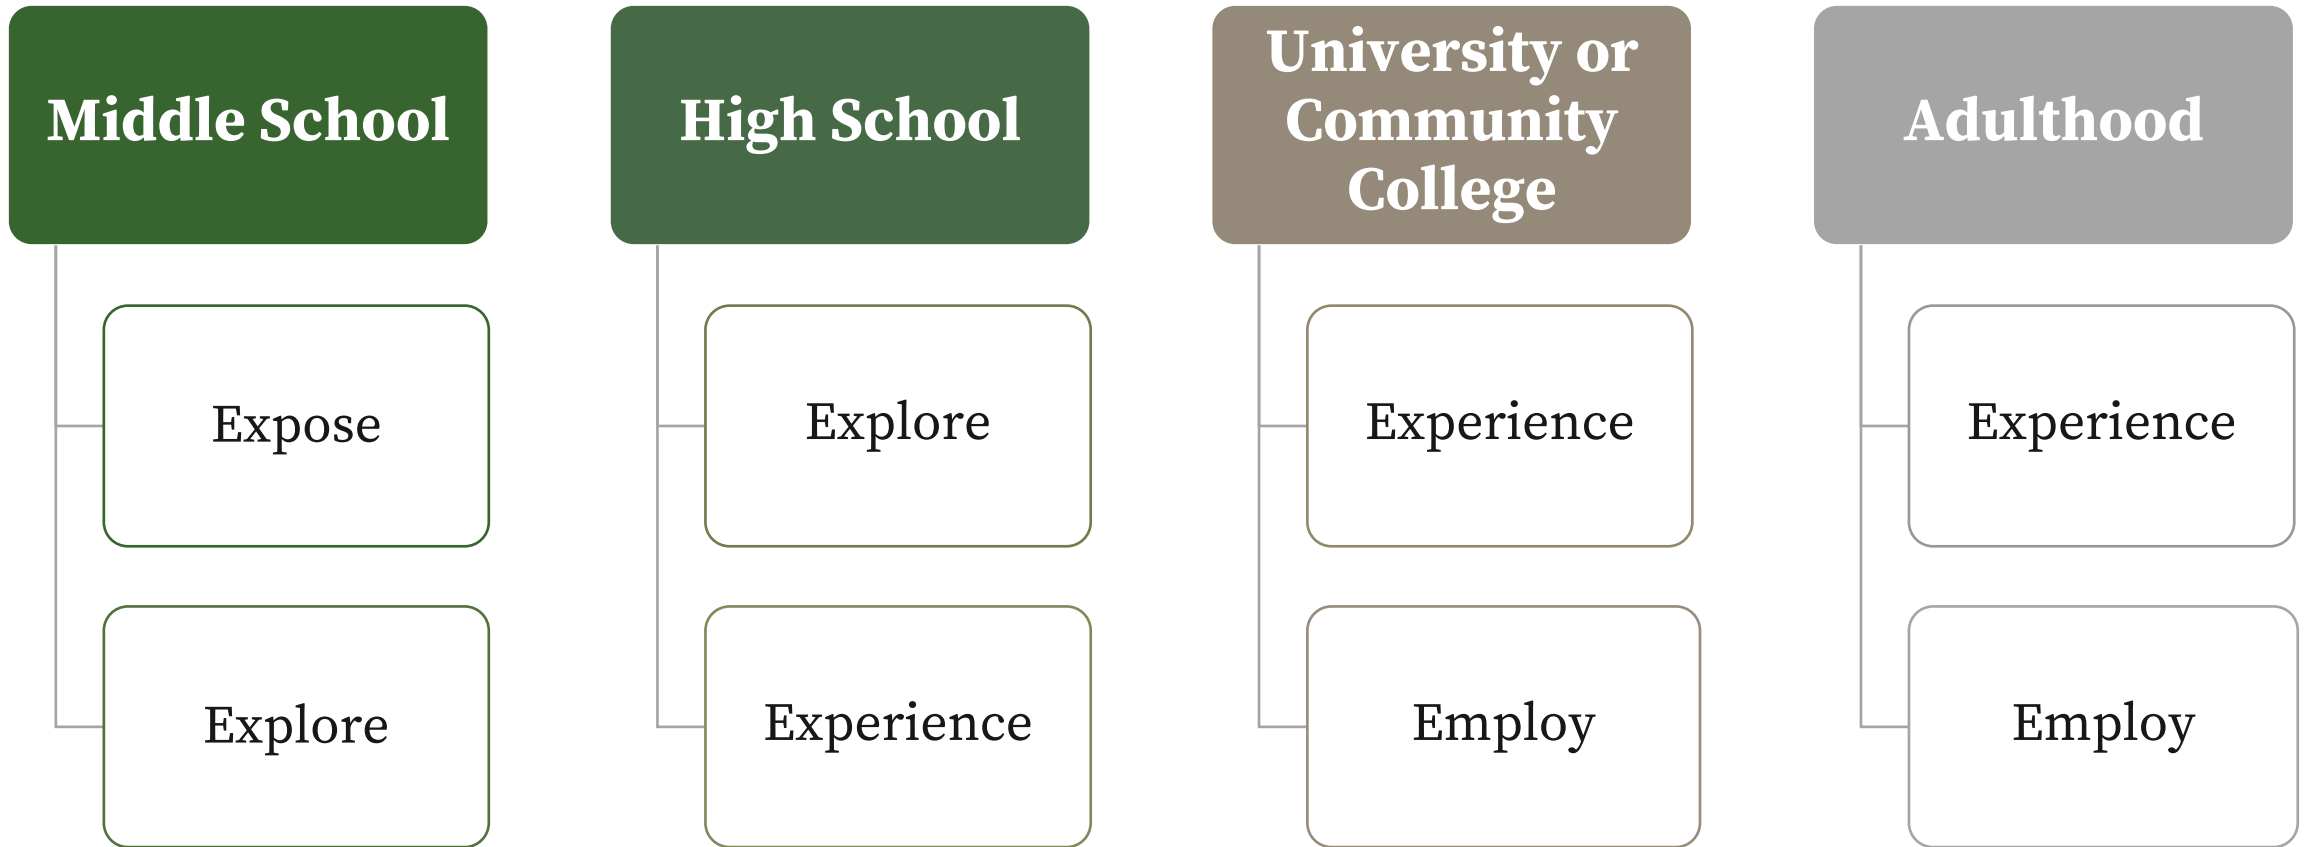 Middle School
Expose
Explore
High School
Explore
Experience
University or
Community
College
Experience
Employ
Adulthood
Experience
Employ